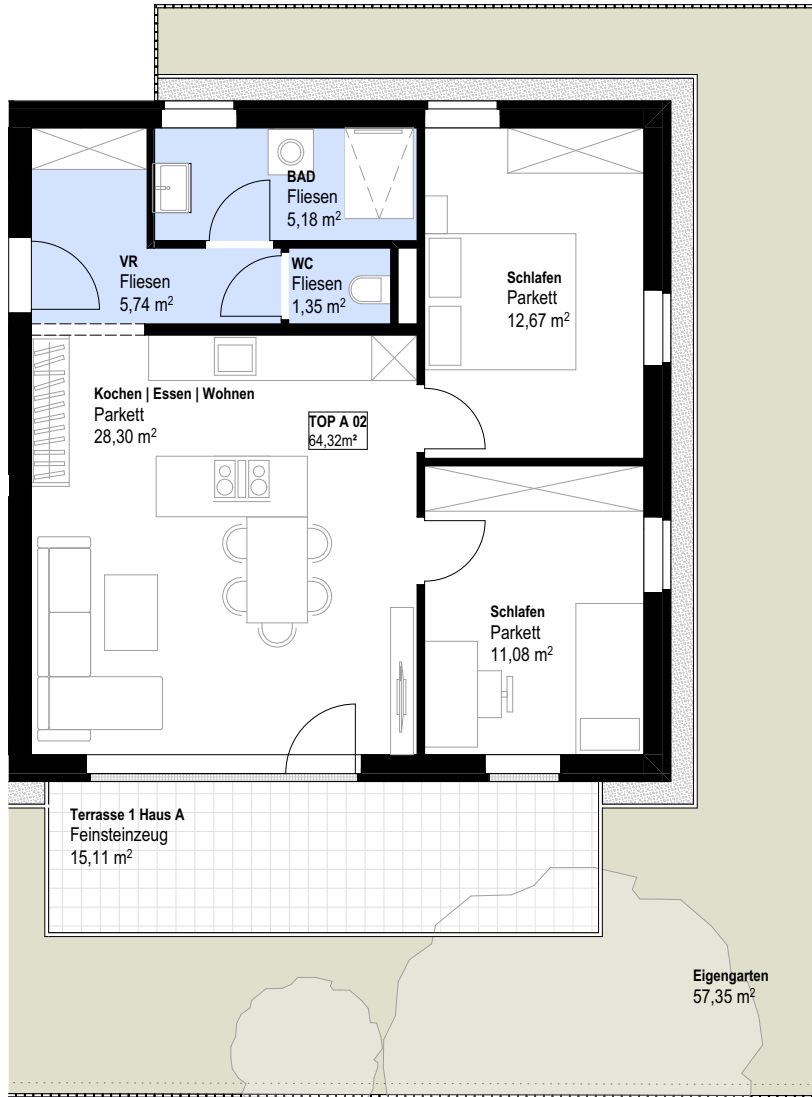 BAD
Fliesen
5,18 m²
VR
Fliesen
5,74 m²
WC
Fliesen
1,35 m²
Schlafen
Parkett
12,67 m²
Kochen | Essen | Wohnen
Parkett
28,30 m²
TOP A 02
64,32m²
Schlafen
Parkett
11,08 m²
Terrasse 1 Haus A
Feinsteinzeug
15,11 m²
Eigengarten
57,35 m²